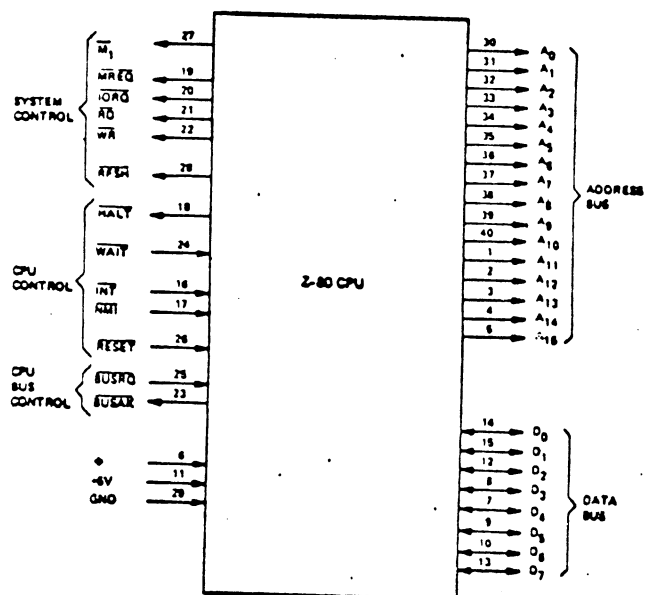 SYSTEM
CONTROL
M1 27
MREQ 19
IORQ 20
RD 21
WR 22
RFSH 28
CPU
CONTROL
HALT 18
WAIT 24
INT 16
NMI 17
RESET 26
CPU
BUS
CONTROL
BUSRQ 25
BUSAK 23
Φ 6
11
GND 29
Z-80 CPU
30 A0
31 A1
32 A2
33 A3
34 A4
35 A5
36 A6
37 A7
38 A8
39 A9
40 A10
1 A11
2 A12
3 A13
4 A14
ADDRESS
BUS
14 D0
15 D1
12 D2
8 D3
7 D4
9 D5
10 D6
13 D7
DATA
BUS